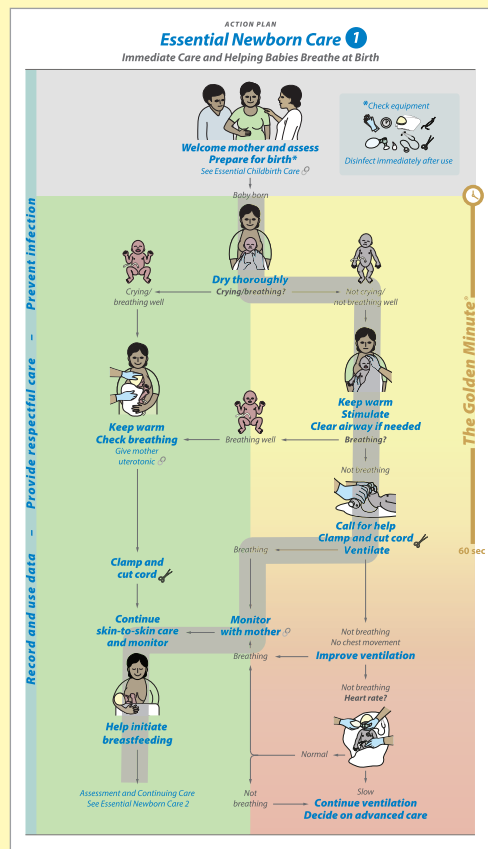 ACTION PLAN
Essential Newborn Care 1
Immediate Care and Helping Babies Breathe at Birth
*Check equipment
Disinfect immediately after use
Welcome mother and assess
Prepare for birth*
See Essential Childbirth Care
Baby born
Dry thoroughly
Crying/breathing?
Crying/
breathing well
Not crying/
not breathing well
Keep warm
Stimulate
Clear airway if needed
Breathing?
Breathing well
Keep warm
Check breathing
Give mother
uterotonic
Not breathing
Call for help
Clamp and cut cord
Ventilate
Breathing
Clamp and
cut cord
Continue
skin-to-skin care
and monitor
Monitor
with mother
Not breathing
No chest movement
Improve ventilation
Breathing
Not breathing
Heart rate?
Help initiate
breastfeeding
Normal
Assessment and Continuing Care
See Essential Newborn Care 2
Not
breathing
Slow
Continue ventilation
Decide on advanced care
Record and use data – Provide respectful care – Prevent infection
The Golden Minute®
60 sec